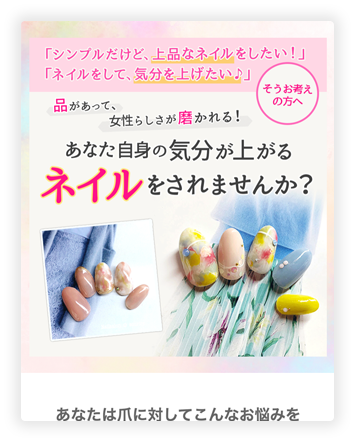 「シンプルだけど、上品なネイルをしたい！」
「ネイルをして、気分を上げたい♪」
そうお考え
の方へ
品があって、
女性らしさが磨かれる！
あなた自身の気分が上がる
ネイルをされませんか？
あなたは爪に対してこんなお悩みを